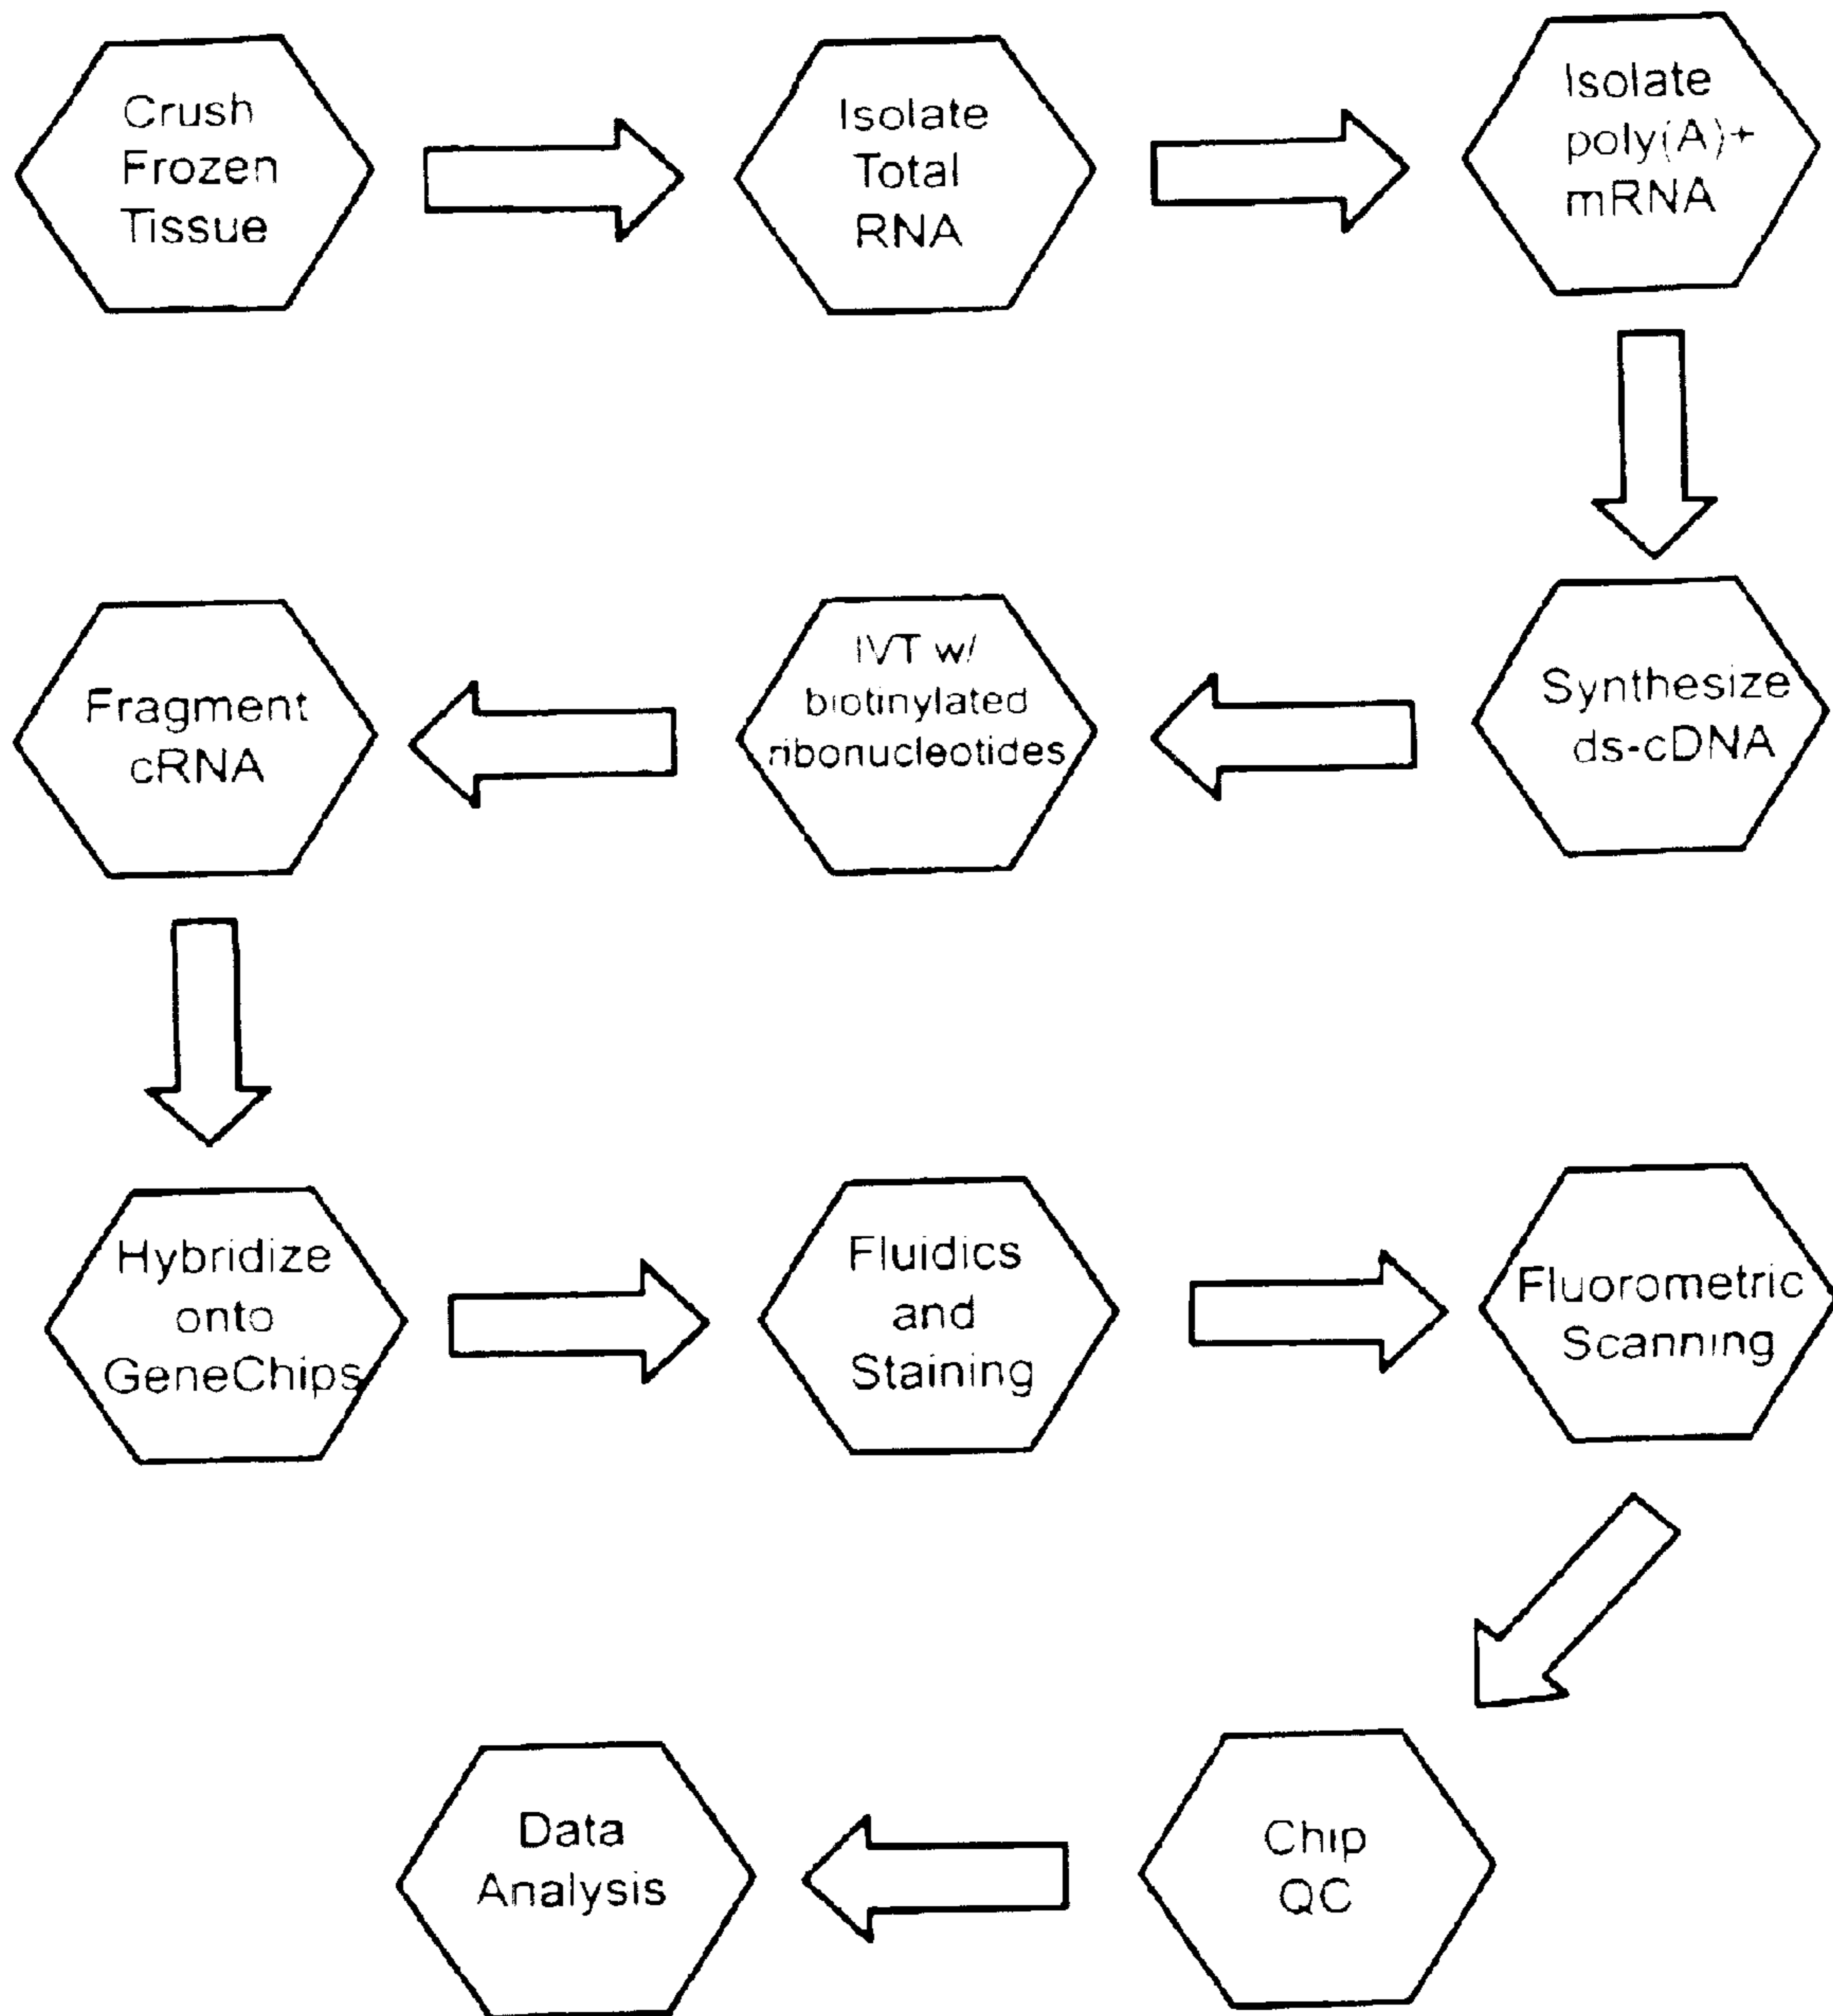 Crush
Frozen
Tissue
Isolate
Total
RNA
Isolate
poly(A)+
mRNA
Synthesize
ds-cDNA
IVT w/
biotinylated
ribonucleotides
Fragment
cRNA
Hybridize
onto
GeneChips
Fluidics
and
Staining
Fluorometric
Scanning
Chip
QC
Data
Analysis